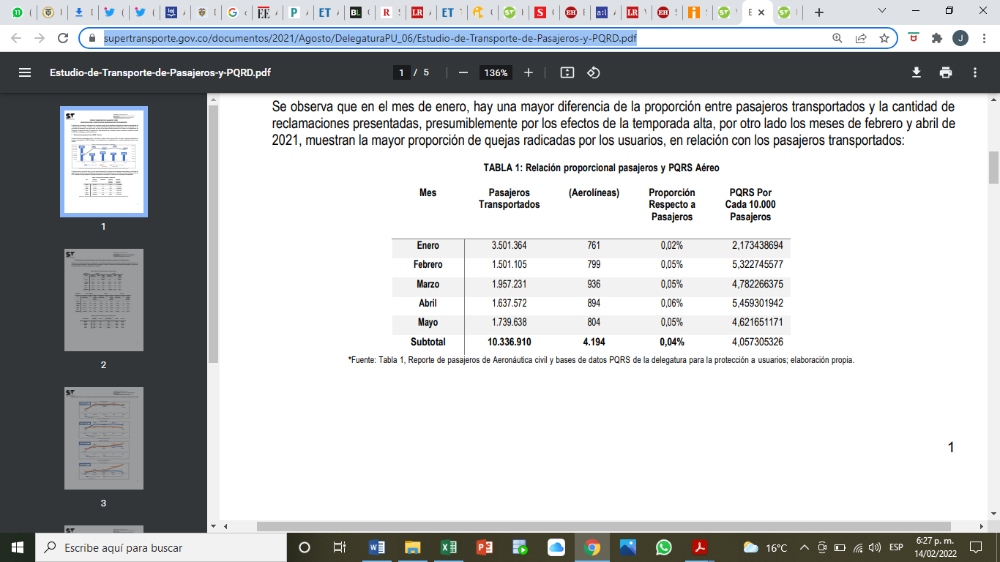 supertransporte.gov.co/documentos/2021/Agosto/DelegaturaPU_06/Estudio-de-Transporte-de-Pasajeros-y-PQRD.pdf
Estudio-de-Transporte-de-Pasajeros-y-PQRD.pdf
1 / 5
136%
Se observa que en el mes de enero, hay una mayor diferencia de la proporción entre pasajeros transportados y la cantidad de
reclamaciones presentadas, presumiblemente por los efectos de la temporada alta, por otro lado los meses de febrero y abril de
2021, muestran la mayor proporción de quejas radicadas por los usuarios, en relación con los pasajeros transportados:
TABLA 1: Relación proporcional pasajeros y PQRS Aéreo
Mes Pasajeros Transportados (Aerolíneas) Proporción Respecto a Pasajeros PQRS Por Cada 10.000 Pasajeros
Enero 3.501.364 761 0,02% 2,173438694
Febrero 1.501.105 799 0,05% 5,322745577
Marzo 1.957.231 936 0,05% 4,782266375
Abril 1.637.572 894 0,06% 5,459301942
Mayo 1.739.638 804 0,05% 4,621651171
Subtotal 10.336.910 4.194 0,04% 4,057305326
*Fuente: Tabla 1, Reporte de pasajeros de Aeronáutica civil y bases de datos PQRS de la delegatura para la protección a usuarios; elaboración propia.
1
1
2
3
Escribe aquí para buscar
16°C
ESP
6:27 p. m.
14/02/2022